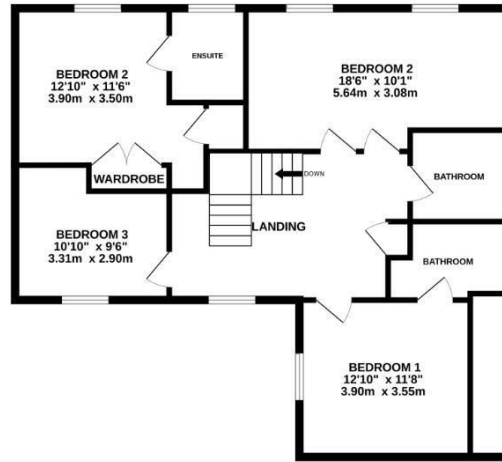 BEDROOM 2
12'10" x 11'6"
3.90m x 3.50m
ENSUITE
BEDROOM 2
18'6" x 10'1"
5.64m x 3.08m
WARDROBE
DOWN
BATHROOM
BEDROOM 3
10'10" x 9'6"
3.31m x 2.90m
LANDING
BATHROOM
BEDROOM 1
12'10" x 11'8"
3.90m x 3.55m